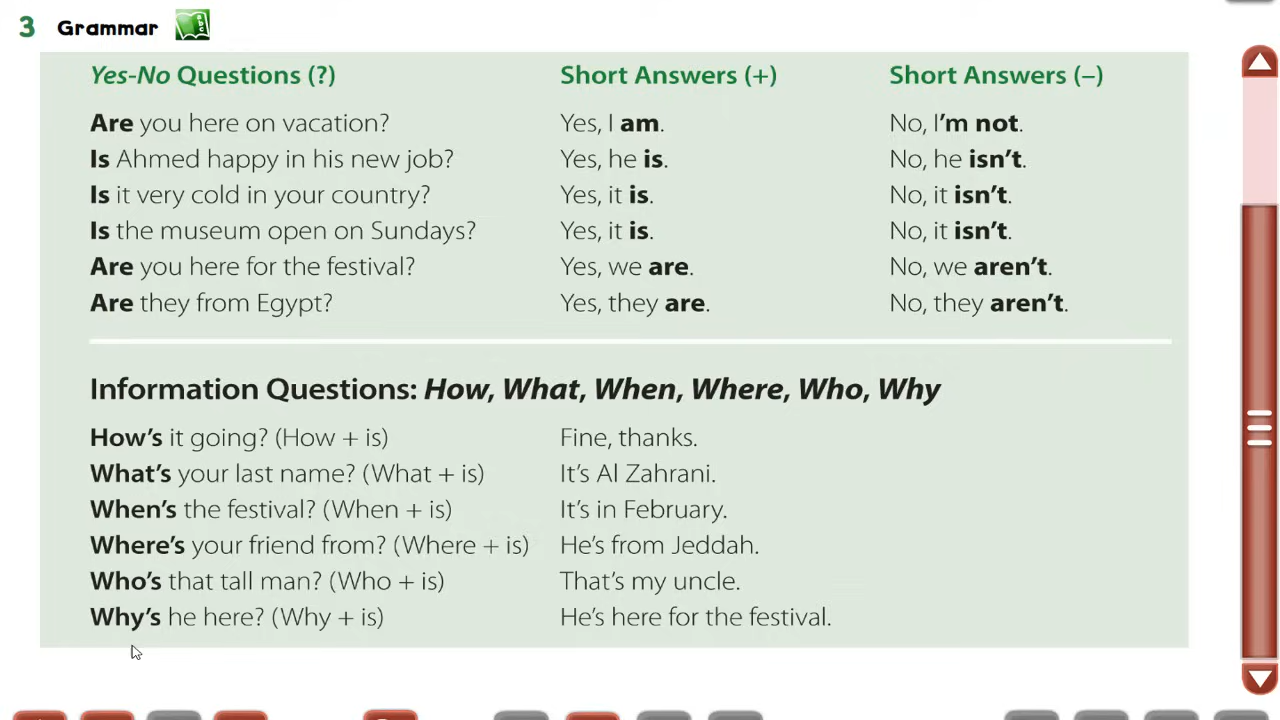 3 Grammar
Yes-No Questions (?) Short Answers (+) Short Answers (–)
Are you here on vacation? Yes, I am. No, I'm not.
Is Ahmed happy in his new job? Yes, he is. No, he isn't.
Is it very cold in your country? Yes, it is. No, it isn't.
Is the museum open on Sundays? Yes, it is. No, it isn't.
Are you here for the festival? Yes, we are. No, we aren't.
Are they from Egypt? Yes, they are. No, they aren't.
Information Questions: How, What, When, Where, Who, Why
How's it going? (How + is) Fine, thanks.
What's your last name? (What + is) It's Al Zahrani.
When's the festival? (When + is) It's in February.
Where's your friend from? (Where + is) He's from Jeddah.
Who's that tall man? (Who + is) That's my uncle.
Why's he here? (Why + is) He's here for the festival.